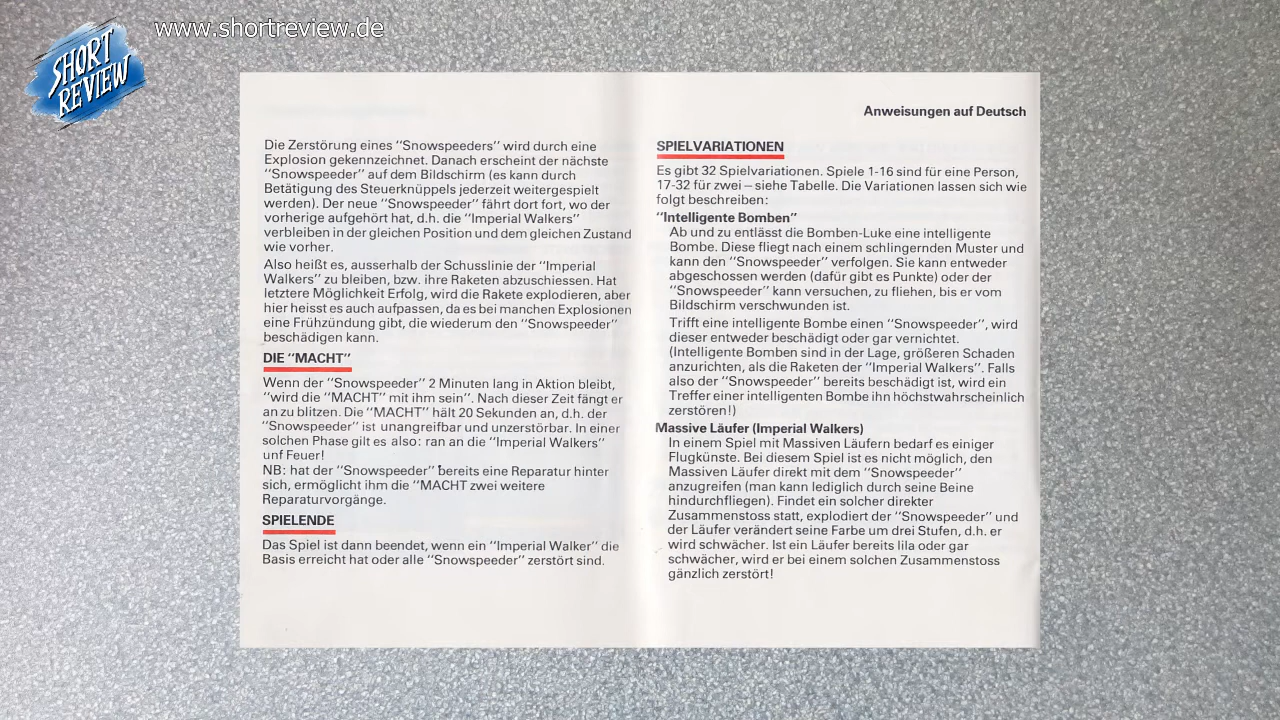 SHORT
REVIEW
www.shortreview.de
Die Zerstörung eines "Snowspeeders" wird durch eine
Explosion gekennzeichnet. Danach erscheint der nächste
"Snowspeeder" auf dem Bildschirm (es kann durch
Betätigung des Steuerknüppels jederzeit weitergespielt
werden). Der neue "Snowspeeder" fährt dort fort, wo der
vorherige aufgehört hat, d.h. die "Imperial Walkers"
verbleiben in der gleichen Position und dem gleichen Zustand
wie vorher.
Also heißt es, ausserhalb der Schusslinie der "Imperial
Walkers" zu bleiben, bzw. ihre Raketen abzuschiessen. Hat
letztere Möglichkeit Erfolg, wird die Rakete explodieren, aber
hier heisst es auch aufpassen, da es bei manchen Explosionen
eine Frühzündung gibt, die wiederum den "Snowspeeder"
beschädigen kann.
DIE "MACHT"
Wenn der "Snowspeeder" 2 Minuten lang in Aktion bleibt,
"wird die "MACHT" mit ihm sein". Nach dieser Zeit fängt er
an zu blitzen. Die "MACHT" hält 20 Sekunden an, d.h. der
"Snowspeeder" ist unangreifbar und unzerstörbar. In einer
solchen Phase gilt es also: ran an die "Imperial Walkers"
unf Feuer!
NB: hat der "Snowspeeder" bereits eine Reparatur hinter
sich, ermöglicht ihm die "MACHT zwei weitere
Reparaturvorgänge.
SPIELENDE
Das Spiel ist dann beendet, wenn ein "Imperial Walker" die
Basis erreicht hat oder alle "Snowspeeder" zerstört sind.
Anweisungen auf Deutsch
SPIELVARIATIONEN
Es gibt 32 Spielvariationen. Spiele 1-16 sind für eine Person,
17-32 für zwei – siehe Tabelle. Die Variationen lassen sich wie
folgt beschreiben:
"Intelligente Bomben"
Ab und zu entlässt die Bomben-Luke eine intelligente
Bombe. Diese fliegt nach einem schlingernden Muster und
kann den "Snowspeeder" verfolgen. Sie kann entweder
abgeschossen werden (dafür gibt es Punkte) oder der
"Snowspeeder" kann versuchen, zu fliehen, bis er vom
Bildschirm verschwunden ist.
Trifft eine intelligente Bombe einen "Snowspeeder", wird
dieser entweder beschädigt oder gar vernichtet.
(Intelligente Bomben sind in der Lage, größeren Schaden
anzurichten, als die Raketen der "Imperial Walkers". Falls
also der "Snowspeeder" bereits beschädigt ist, wird ein
Treffer einer intelligenten Bombe ihn höchstwahrscheinlich
zerstören!)
Massive Läufer (Imperial Walkers)
In einem Spiel mit Massiven Läufern bedarf es einiger
Flugkünste. Bei diesem Spiel ist es nicht möglich, den
Massiven Läufer direkt mit dem "Snowspeeder"
anzugreifen (man kann lediglich durch seine Beine
hindurchfliegen). Findet ein solcher direkter
Zusammenstoss statt, explodiert der "Snowspeeder" und
der Läufer verändert seine Farbe um drei Stufen, d.h. er
wird schwächer. Ist ein Läufer bereits lila oder gar
schwächer, wird er bei einem solchen Zusammenstoss
gänzlich zerstört!